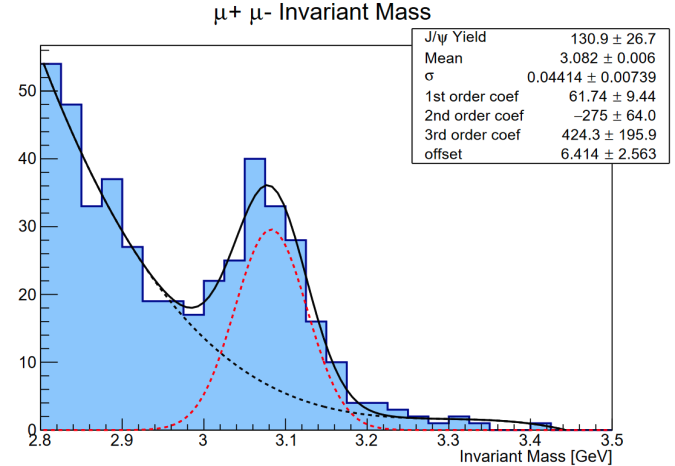 μ+ μ- Invariant Mass
J/ψ Yield 130.9 ± 26.7
Mean 3.082 ± 0.006
σ 0.04414 ± 0.00739
1st order coef 61.74 ± 9.44
2nd order coef −275 ± 64.0
3rd order coef 424.3 ± 195.9
offset 6.414 ± 2.563
50
40
30
20
10
0
2.8 2.9 3 3.1 3.2 3.3 3.4 3.5
Invariant Mass [GeV]